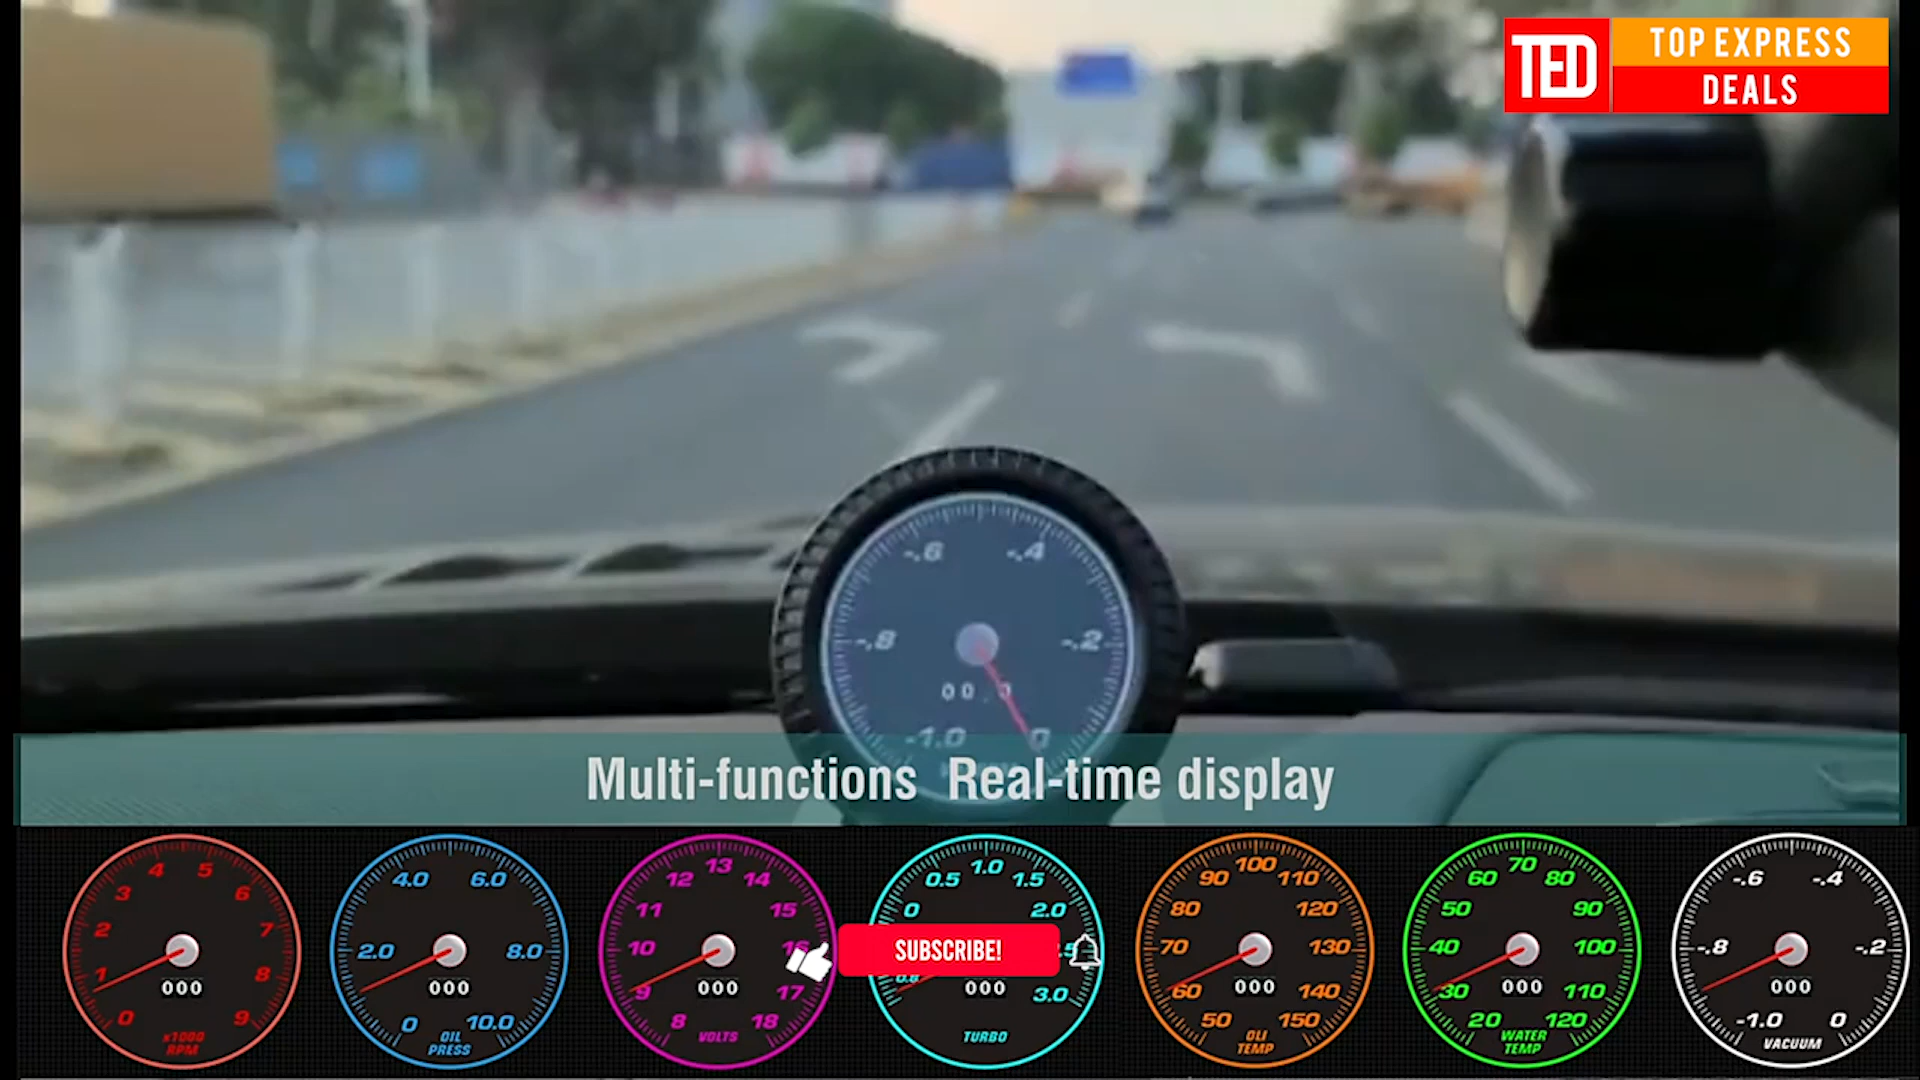 TED
TOP EXPRESS
DEALS
-.6 -.4
-.8 -.2
-1.0 0
Multi-functions Real-time display
4 5
3 6
2 7
1 8
000
0 9
x1000
RPM
4.0 6.0
2.0 8.0
000
0 10.0
OIL
PRESS
13
12 14
11 15
10 16
9 17
000
8 18
VOLTS
1.0
0.5 1.5
0 2.0
SUBSCRIBE!
000
3.0
TURBO
100
90 110
80 120
70 130
60 140
000
50 150
OLI
TEMP
70
60 80
50 90
40 100
30 110
000
20 120
WATER
TEMP
-.6 -.4
-.8 -.2
000
-1.0 0
VACUUM